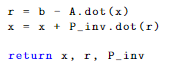 r = b - A.dot(x)
x = x + P_inv.dot(r)
return x, r, P_inv